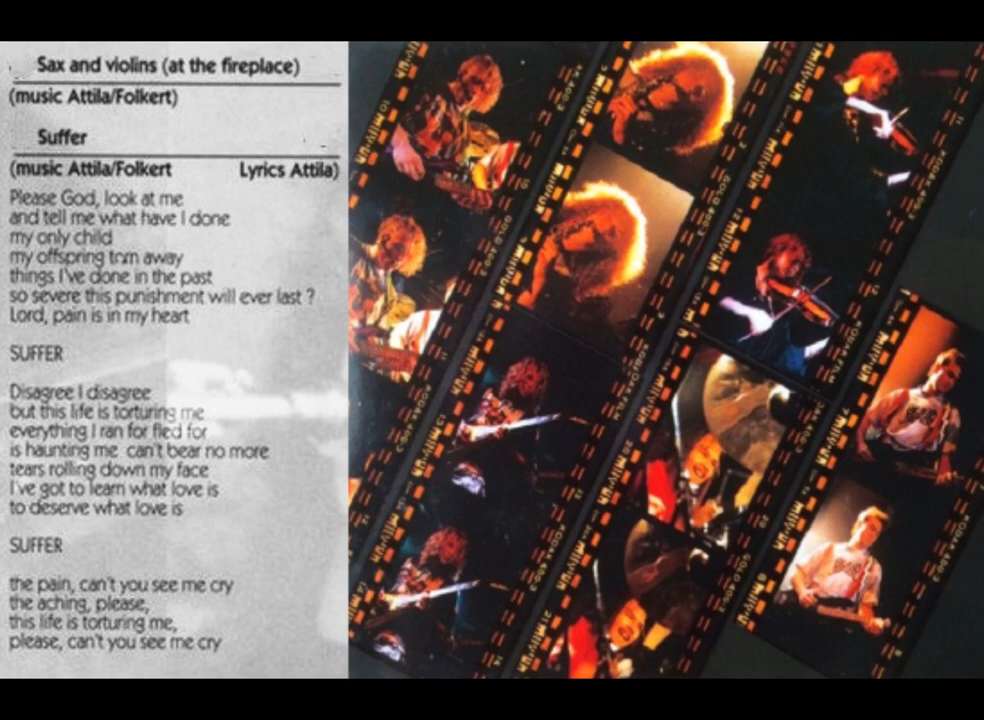 Sax and violins (at the fireplace)
(music Attila/Folkert)
Suffer
(music Attila/Folkert Lyrics Attila)
Please God, look at me
and tell me what have I done
my only child
my offspring torn away
things I've done in the past
so severe this punishment will ever last ?
Lord, pain is in my heart
SUFFER
Disagree I disagree
but this life is torturing me
everything I ran for fled for
is haunting me can't bear no more
tears rolling down my face
I've got to learn what love is
to deserve what love is
SUFFER
the pain, can't you see me cry
the aching, please,
this life is torturing me,
please, can't you see me cry